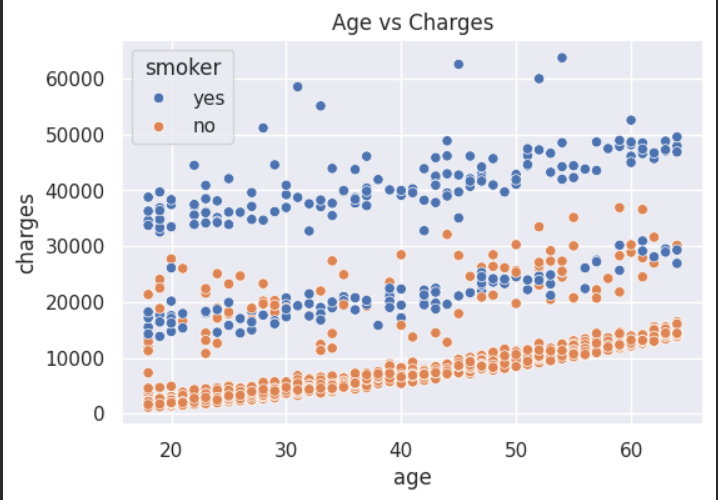 Age vs Charges
smoker
yes
no
60000
50000
40000
30000
20000
10000
0
charges
20 30 40 50 60
age